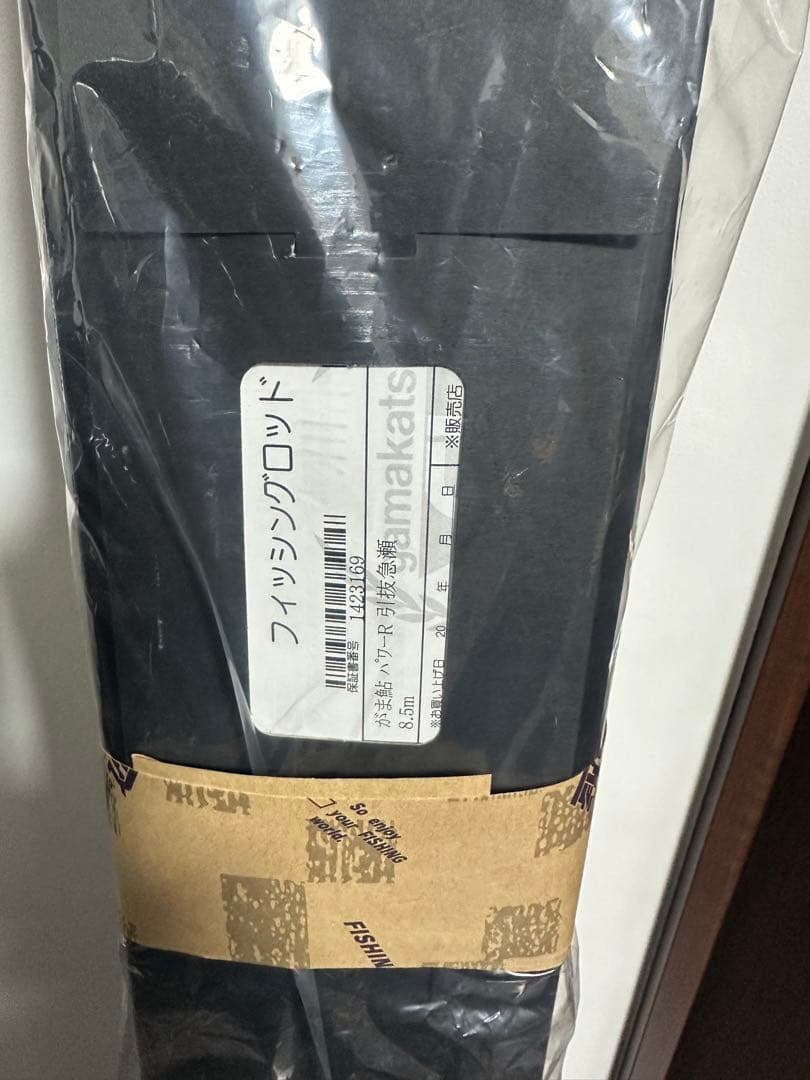 フィッシングロッド
保証書番号 1423169
gamakats
がま鮎 ﾊﾟﾜｰR 引抜急瀬
8.5m
※お買い上げ日 20 年 月 日
※販売店
So enjoy
your FISHING
world.
FISHIN